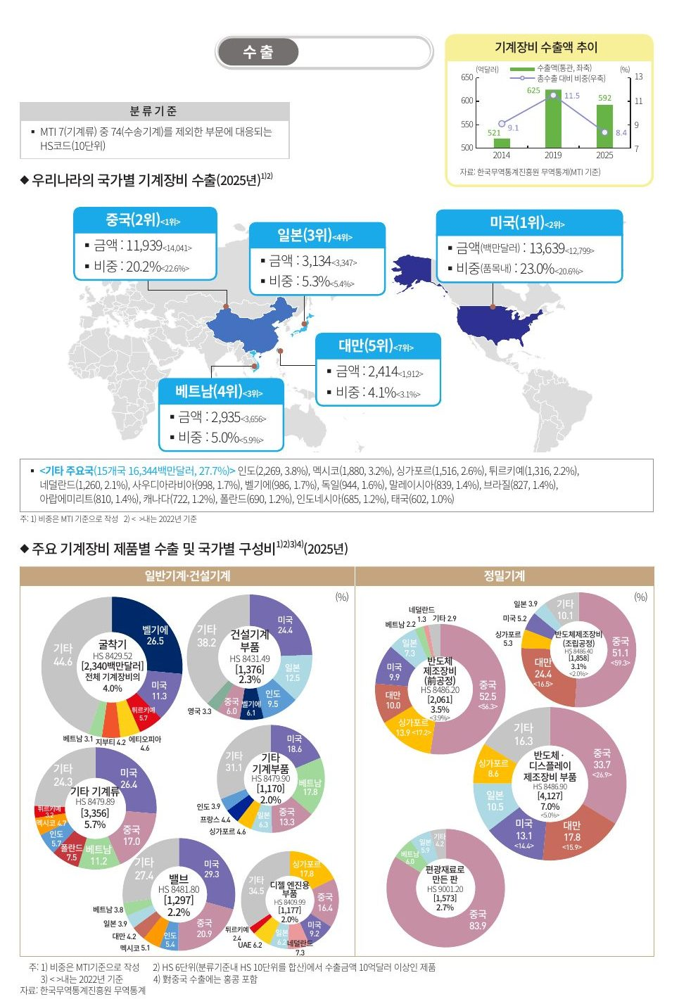 수 출
기계장비 수출액 추이
(억달러)
수출액(통관, 좌축)
총수출 대비 비중(우축)
(%)
650
600
550
500
13
11
9
7
521
625
592
9.1
11.5
8.4
2014
2019
2025
자료: 한국무역통계진흥원 무역통계(MTI 기준)
분 류 기 준
▪ MTI 7(기계류) 중 74(수송기계)를 제외한 부문에 대응되는
HS코드(10단위)
◆ 우리나라의 국가별 기계장비 수출(2025년)1)2)
중국(2위)<1위>
▪ 금액 : 11,939<14,041>
▪ 비중 : 20.2%<22.6%>
일본(3위)<4위>
▪ 금액 : 3,134<3,347>
▪ 비중 : 5.3%<5.4%>
미국(1위)<2위>
▪ 금액(백만달러) : 13,639<12,799>
▪ 비중(품목내) : 23.0%<20.6%>
대만(5위)<7위>
▪ 금액 : 2,414<1,912>
▪ 비중 : 4.1%<3.1%>
베트남(4위)<3위>
▪ 금액 : 2,935<3,656>
▪ 비중 : 5.0%<5.9%>
▪ <기타 주요국(15개국 16,344백만달러, 27.7%)> 인도(2,269, 3.8%), 멕시코(1,880, 3.2%), 싱가포르(1,516, 2.6%), 튀르키예(1,316, 2.2%),
네덜란드(1,260, 2.1%), 사우디아라비아(998, 1.7%), 벨기에(986, 1.7%), 독일(944, 1.6%), 말레이시아(839, 1.4%), 브라질(827, 1.4%),
아랍에미리트(810, 1.4%), 캐나다(722, 1.2%), 폴란드(690, 1.2%), 인도네시아(685, 1.2%), 태국(602, 1.0%)
주: 1) 비중은 MTI 기준으로 작성 2) < >내는 2022년 기준
◆ 주요 기계장비 제품별 수출 및 국가별 구성비1)2)3)4)(2025년)
일반기계·건설기계
(%)
굴착기
HS 8429.52
[2,340백만달러]
전체 기계장비의
4.0%
벨기에
26.5
미국
11.3
튀르키예
5.7
에티오피아
4.6
지부티 4.2
베트남 3.1
기타
44.6
건설기계
부품
HS 8431.49
[1,376]
2.3%
미국
24.4
일본
12.5
인도
9.5
벨기에
6.1
중국
6.0
영국 3.3
기타
38.2
기타 기계류
HS 8479.89
[3,356]
5.7%
미국
26.4
중국
17.0
베트남
11.2
폴란드
7.5
인도
5.7
멕시코 4.7
튀르키예
3.2
기타
24.3
기타
기계부품
HS 8479.90
[1,170]
2.0%
미국
18.6
베트남
17.8
중국
13.3
일본
6.3
싱가포르 4.6
프랑스 4.4
인도 3.9
기타
31.1
밸브
HS 8481.80
[1,297]
2.2%
미국
29.3
중국
20.9
인도
5.4
멕시코 5.1
대만 4.2
일본 3.9
베트남 3.8
기타
27.4
디젤 엔진용
부품
HS 8409.99
[1,177]
2.0%
싱가포르
17.8
중국
16.4
미국
9.2
네덜란드
7.3
일본
6.2
UAE 6.2
튀르키예
2.4
기타
34.5
정밀기계
(%)
반도체
제조장비
(前공정)
HS 8486.20
[2,061]
3.5%
<3.9%>
중국
52.5
<56.3>
싱가포르
13.9 <17.2>
대만
10.0
미국
9.9
일본
7.3
베트남 2.2
네덜란드
1.3
기타 2.9
반도체제조장비
(조립공정)
HS 8486.40
[1,858]
3.1%
<2.0%>
중국
51.1
<59.3>
대만
24.4
<16.5>
싱가포르
5.3
미국 5.2
일본 3.9
기타
10.1
반도체·
디스플레이
제조장비 부품
HS 8486.90
[4,127]
7.0%
<5.0%>
중국
33.7
<26.9>
대만
17.8
<15.9>
미국
13.1
<14.4>
일본
10.5
싱가포르
8.6
기타
16.3
편광재료로
만든 판
HS 9001.20
[1,573]
2.7%
중국
83.9
베트남
6.0
일본
5.9
기타
4.2
주: 1) 비중은 MTI기준으로 작성 2) HS 6단위(분류기준내 HS 10단위를 합산)에서 수출금액 10억달러 이상인 제품
3) < >내는 2022년 기준 4) 對중국 수출에는 홍콩 포함
자료: 한국무역통계진흥원 무역통계